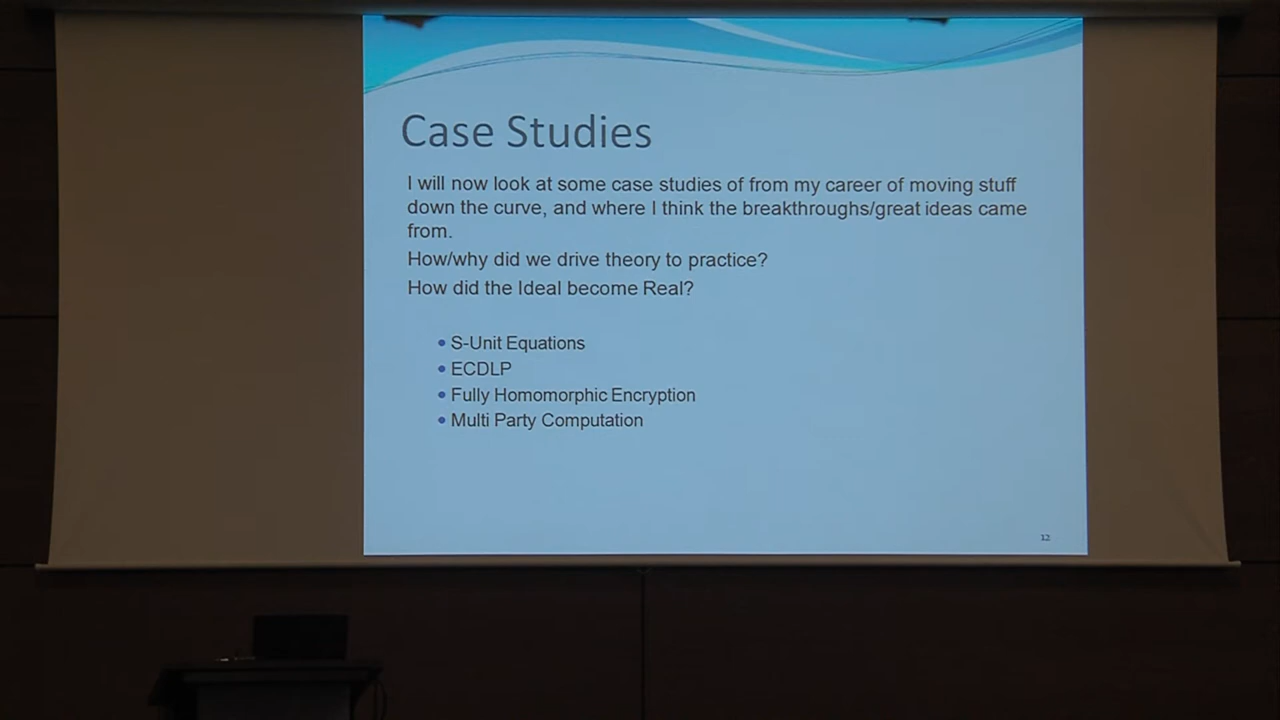 Case Studies
I will now look at some case studies of from my career of moving stuff
down the curve, and where I think the breakthroughs/great ideas came
from.
How/why did we drive theory to practice?
How did the Ideal become Real?
• S-Unit Equations
• ECDLP
• Fully Homomorphic Encryption
• Multi Party Computation
12